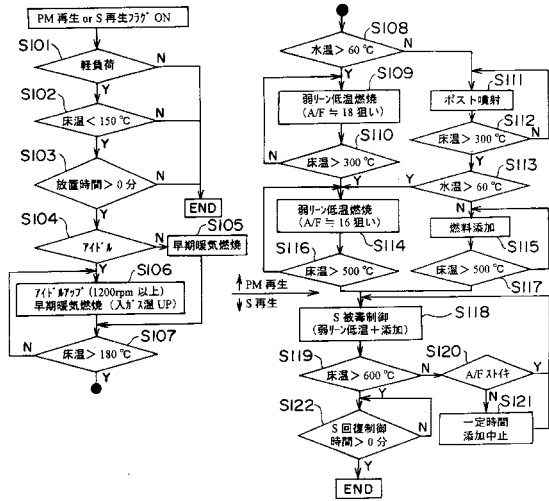 PM 再生 or S 再生ﾌﾗｸﾞ ON
S101
軽負荷
N
Y
S102
床温＜150 ℃
N
Y
S103
放置時間＞0 分
N
Y
END
S104
ｱｲﾄﾞﾙ
N
S105
早期暖気燃焼
Y
S106
ｱｲﾄﾞﾙｱｯﾌﾟ (1200rpm 以上)
早期暖気燃焼 (入ガス温 UP)
S107
N
床温＞180 ℃
Y
S108
水温＞60 ℃
N
Y
S109
弱リーン低温燃焼
(A/F ≒ 18 狙い)
S110
N
床温＞300℃
Y
S111
ポスト噴射
S112
床温＞300℃
N
Y
S113
水温＞60 ℃
Y
N
弱リーン低温燃焼
(A/F ≒ 16 狙い)
S114
燃料添加
S115
S116
N
床温＞500 ℃
Y
床温＞500℃
N
Y
S117
↑ PM 再生
↓ S 再生
S 被毒制御
(弱リーン低温＋添加)
S118
S119
床温＞600℃
N
Y
S120
A/F ｽﾄｲｷ
Y
N
S121
一定時間
添加中止
S122
S 回復制御
時間＞0 分
N
Y
END